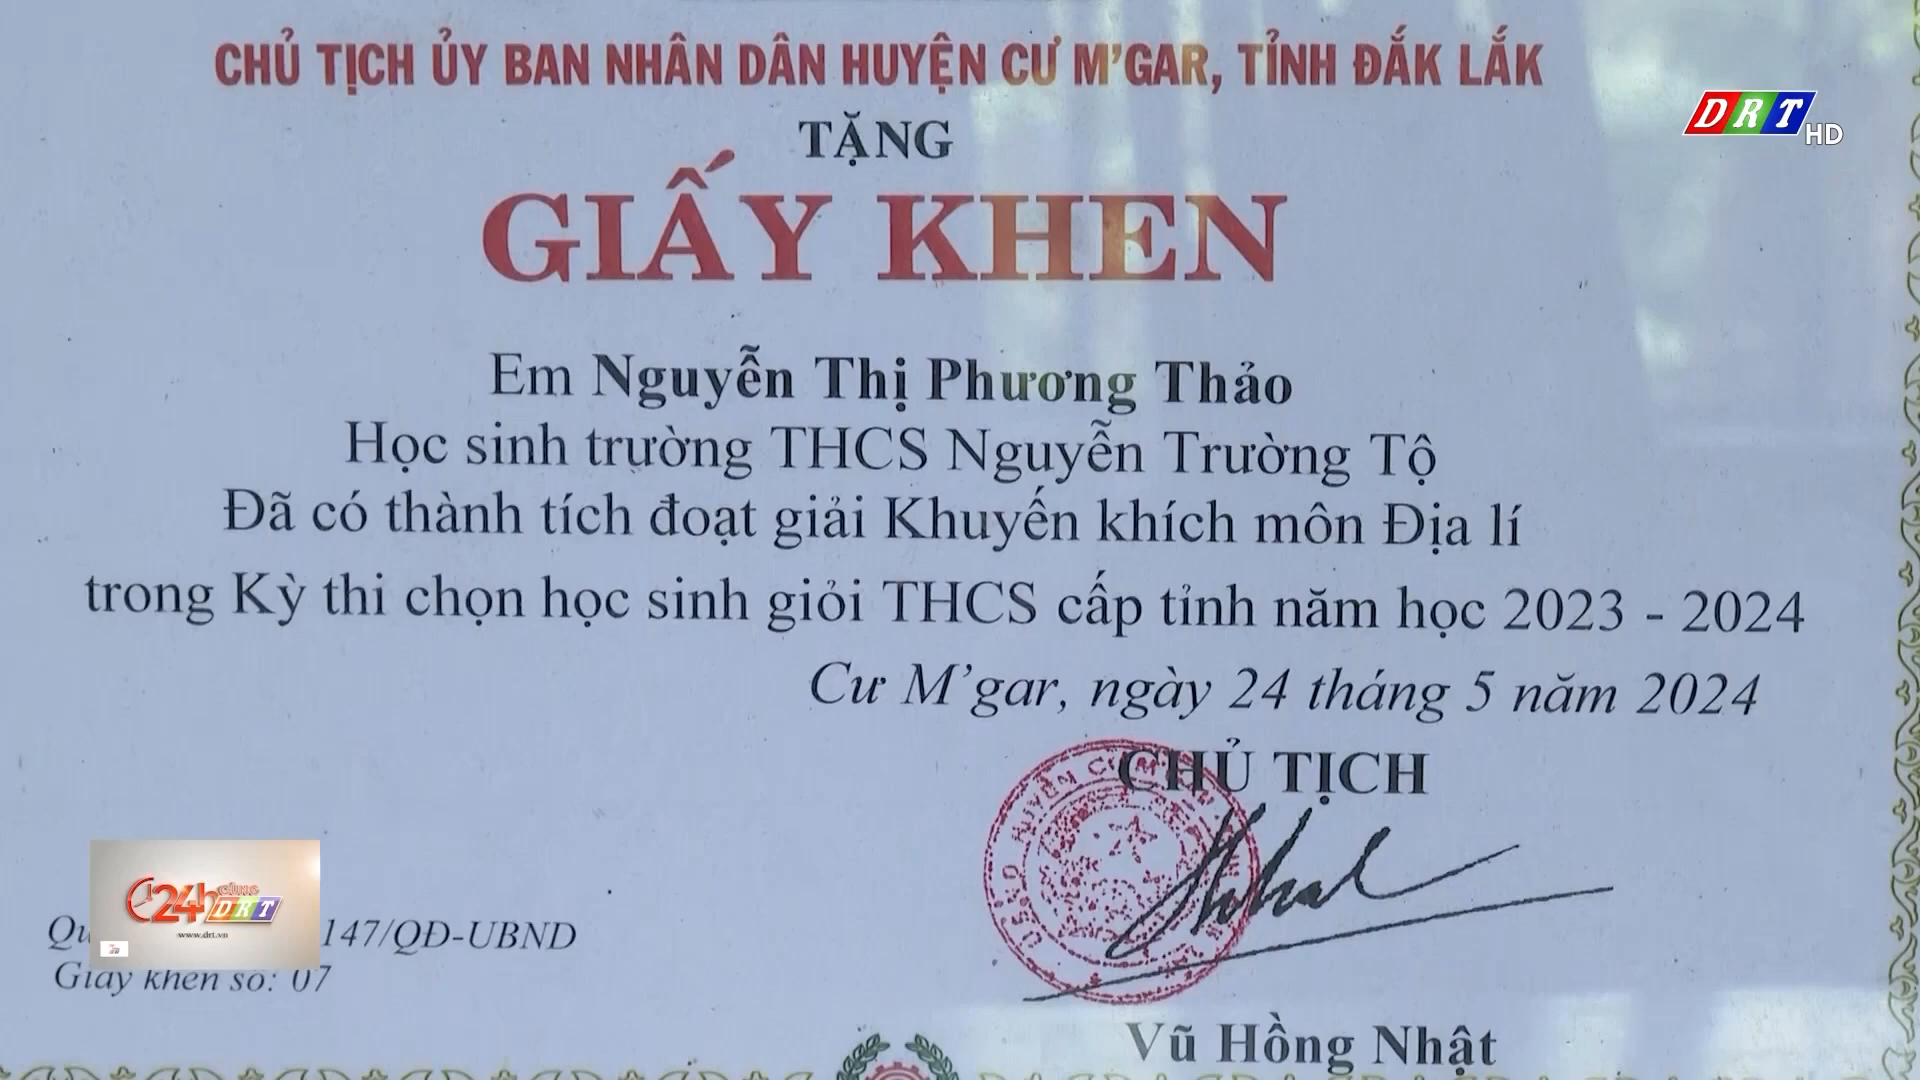 CHỦ TỊCH ỦY BAN NHÂN DÂN HUYỆN CƯ M'GAR, TỈNH ĐẮK LẮK
DRT HD
TẶNG
GIẤY KHEN
Em Nguyễn Thị Phương Thảo
Học sinh trường THCS Nguyễn Trường Tộ
Đã có thành tích đoạt giải Khuyến khích môn Địa lí
trong Kỳ thi chọn học sinh giỏi THCS cấp tỉnh năm học 2023 - 2024
Cư M'gar, ngày 24 tháng 5 năm 2024
CHỦ TỊCH
24h cùng DRT
www.drt.vn
147/QĐ-UBND
Giấy khen số: 07
Vũ Hồng Nhật